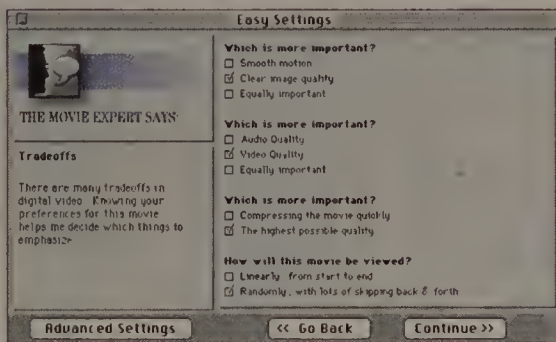 Easy Settings
THE MOVIE EXPERT SAYS:
Tradeoffs
There are many tradeoffs in
digital video. Knowing your
preferences for this movie
helps me decide which things to
emphasize
Which is more important?
Smooth motion
Clear image quality
Equally important
Which is more important?
Audio Quality
Video Quality
Equally important
Which is more important?
Compressing the movie quickly
The highest possible quality
How will this movie be viewed?
Linearly from start to end
Randomly, with lots of skipping back & forth
Advanced Settings
<< Go Back
Continue >>